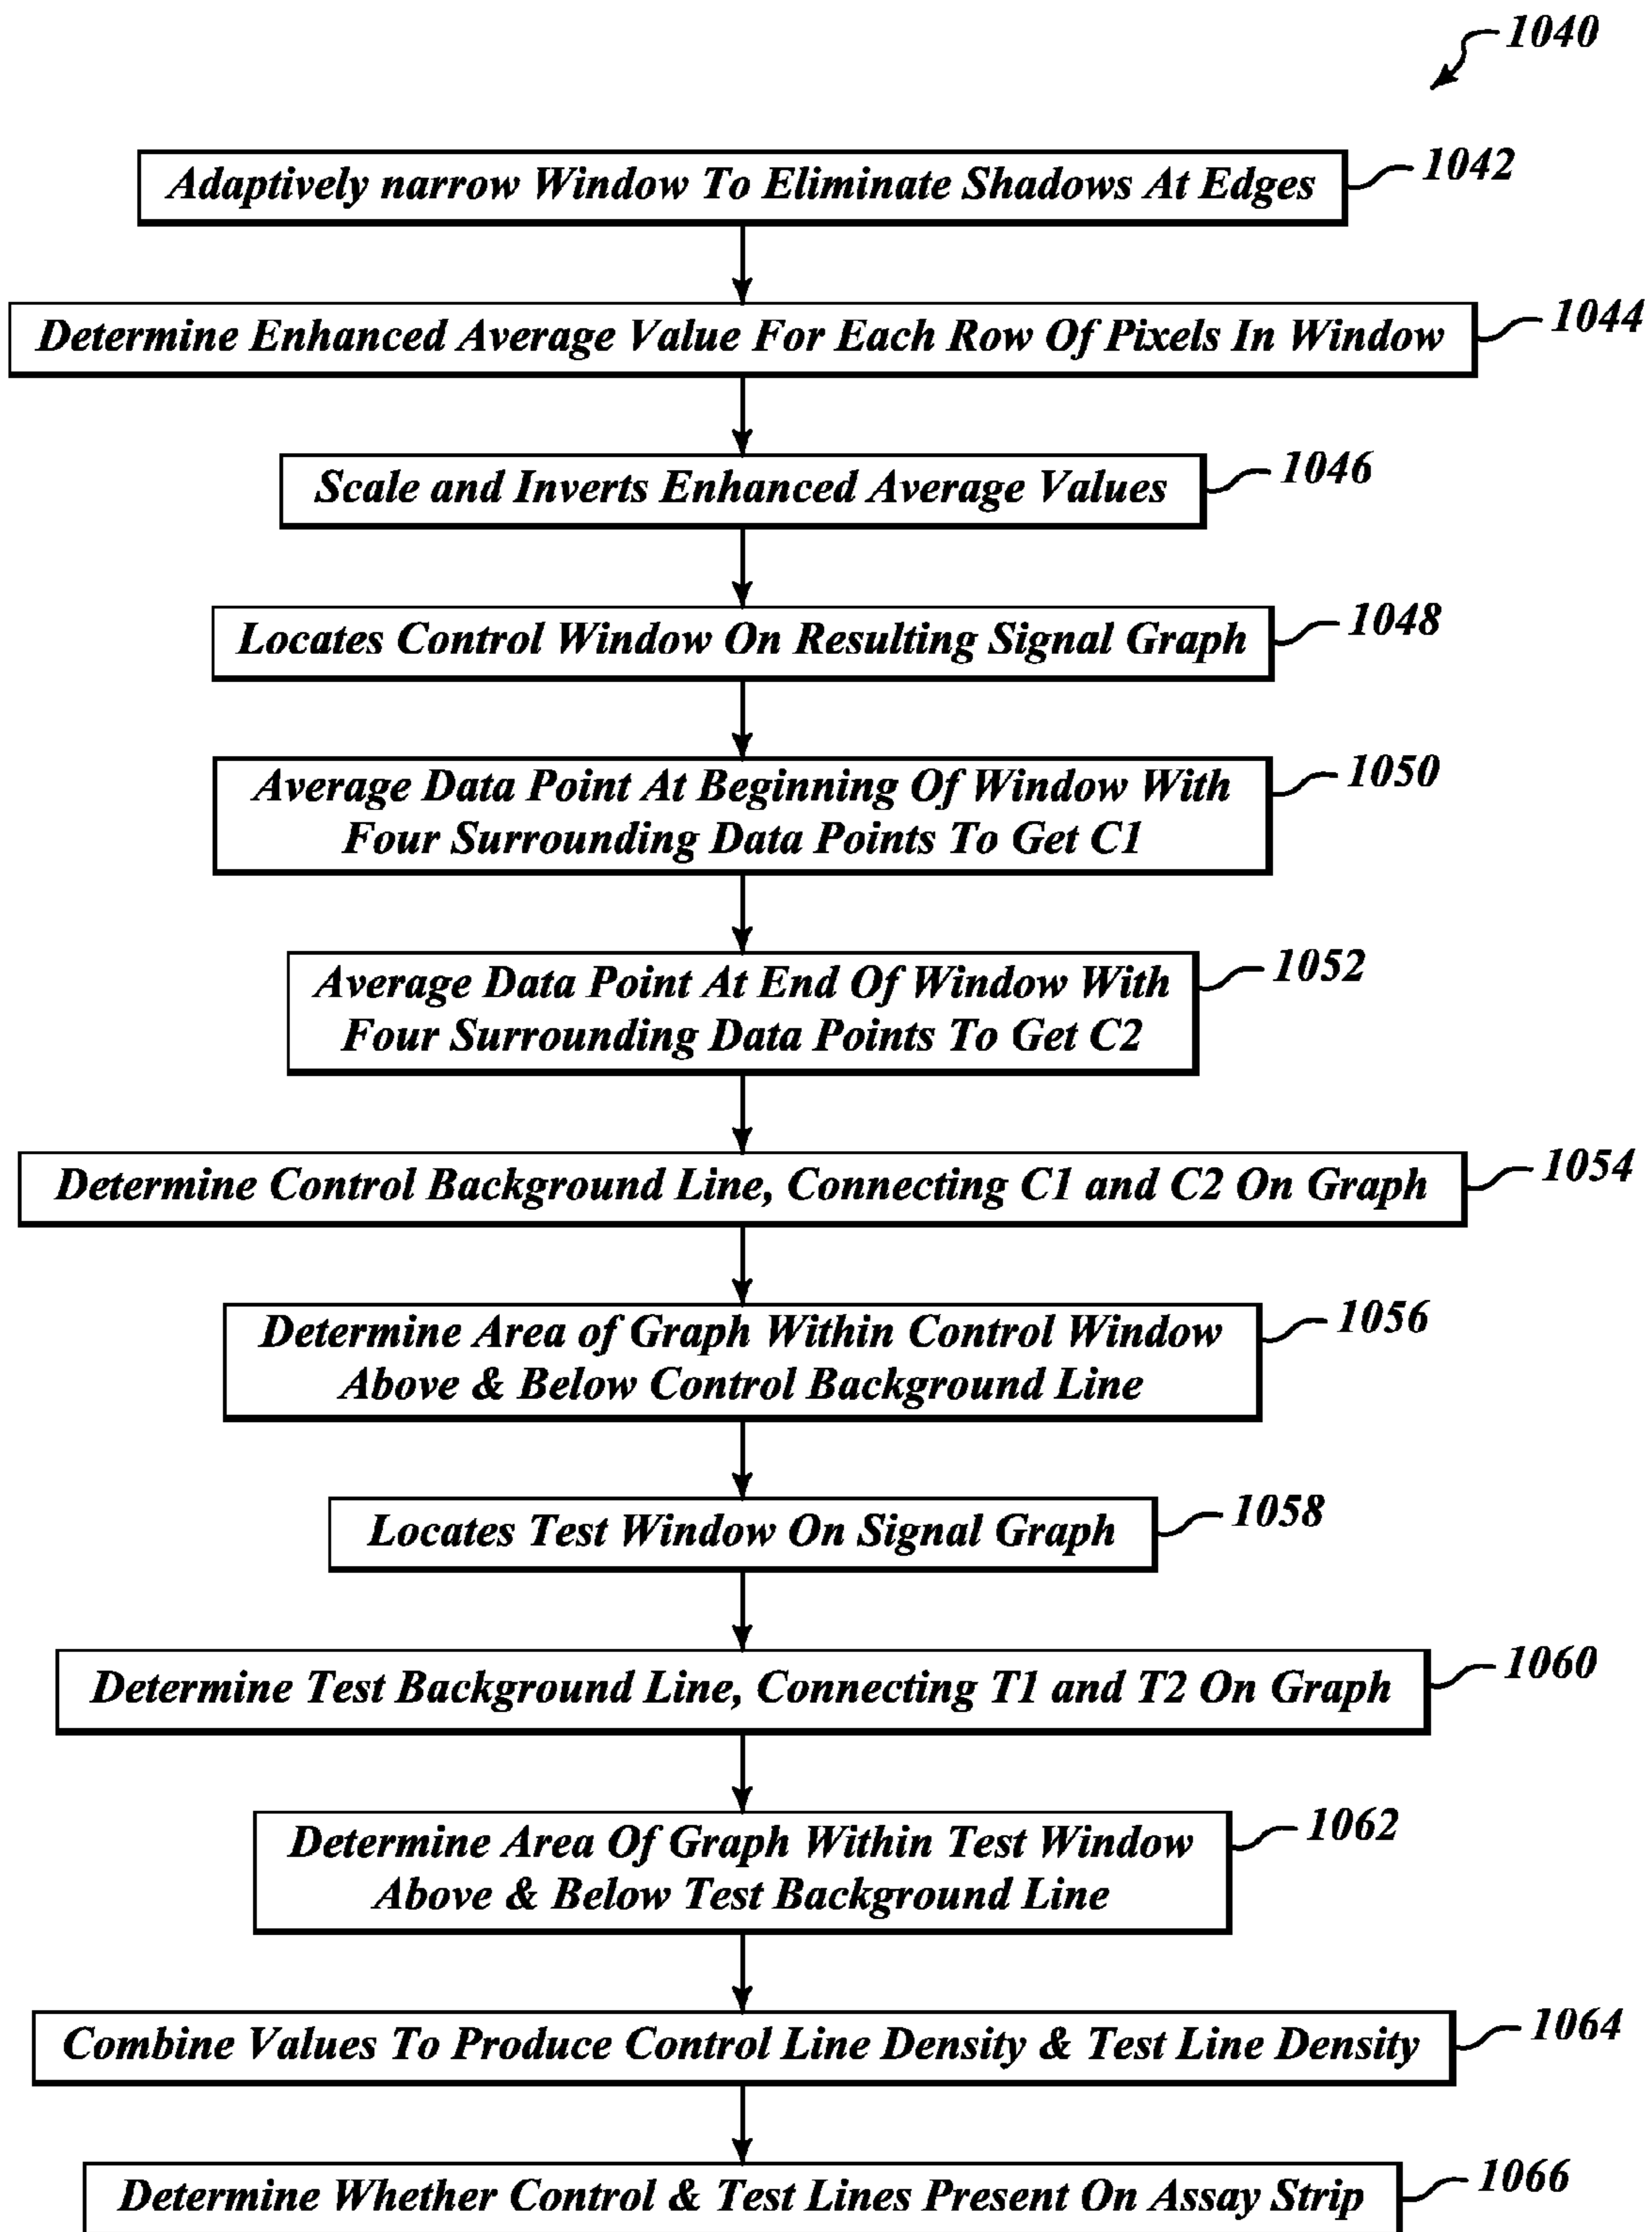 1040
Adaptively narrow Window To Eliminate Shadows At Edges
1042
Determine Enhanced Average Value For Each Row Of Pixels In Window
1044
Scale and Inverts Enhanced Average Values
1046
Locates Control Window On Resulting Signal Graph
1048
Average Data Point At Beginning Of Window With
Four Surrounding Data Points To Get C1
1050
Average Data Point At End Of Window With
Four Surrounding Data Points To Get C2
1052
Determine Control Background Line, Connecting C1 and C2 On Graph
1054
Determine Area of Graph Within Control Window
Above & Below Control Background Line
1056
Locates Test Window On Signal Graph
1058
Determine Test Background Line, Connecting T1 and T2 On Graph
1060
Determine Area Of Graph Within Test Window
Above & Below Test Background Line
1062
Combine Values To Produce Control Line Density & Test Line Density
1064
Determine Whether Control & Test Lines Present On Assay Strip
1066